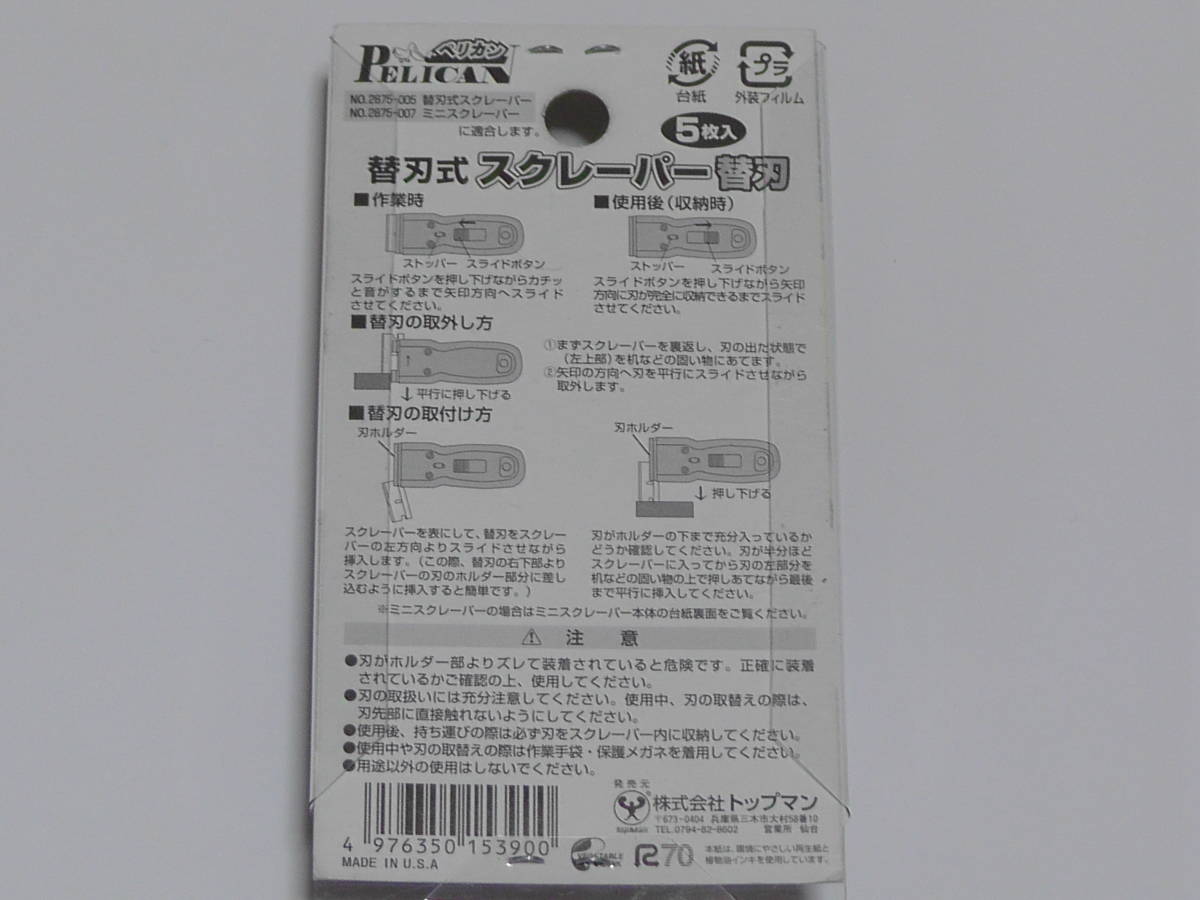 ペリカン
PELICAN
NO.2875-005 替刃式スクレーパー
NO.2875-007 ミニスクレーパー
に適合します。
紙
台紙
プラ
外装フィルム
5枚入
替刃式 スクレーパー 替刃
■作業時
ストッパー スライドボタン
スライドボタンを押し下げながらカチッ
と音がするまで矢印方向へスライド
させてください。
■使用後(収納時)
ストッパー スライドボタン
スライドボタンを押し下げながら矢印
方向に刃が完全に収納できるまでスライド
させてください。
■替刃の取外し方
↓平行に押し下げる
①まずスクレーパーを裏返し、刃の出た状態で
(左上部)を机などの固い物にあてます。
②矢印の方向へ刃を平行にスライドさせながら
取外します。
■替刃の取付け方
刃ホルダー
スクレーパーを表にして、替刃をスクレー
パーの左方向よりスライドさせながら
挿入します。(この際、替刃の右下部より
スクレーパーの刃のホルダー部分に差し
込むように挿入すると簡単です。)
刃ホルダー
↓押し下げる
刃がホルダーの下まで充分入っているか
どうか確認してください。刃が半分ほど
スクレーパーに入ってから刃の左部分を
机などの固い物の上で押しあてながら最後
まで平行に挿入してください。
※ミニスクレーパーの場合はミニスクレーパー本体の台紙裏面をご覧ください。
⚠ 注 意
●刃がホルダー部よりズレて装着されていると危険です。正確に装着
されているかご確認の上、使用してください。
●刃の取扱いには充分注意してください。使用中、刃の取替えの際は、
刃先部に直接触れないようにしてください。
●使用後、持ち運びの際は必ず刃をスクレーパー内に収納してください。
●使用中や刃の取替えの際は作業手袋・保護メガネを着用してください。
●用途以外の使用はしないでください。
4 976350 153900
MADE IN U.S.A
発売元
株式会社トップマン
〒673-0404 兵庫県三木市大村58番10
TEL.0794-82-8602 営業所 仙台
R70
本紙は、環境にやさしい再生紙と
植物油インキを使用しています。